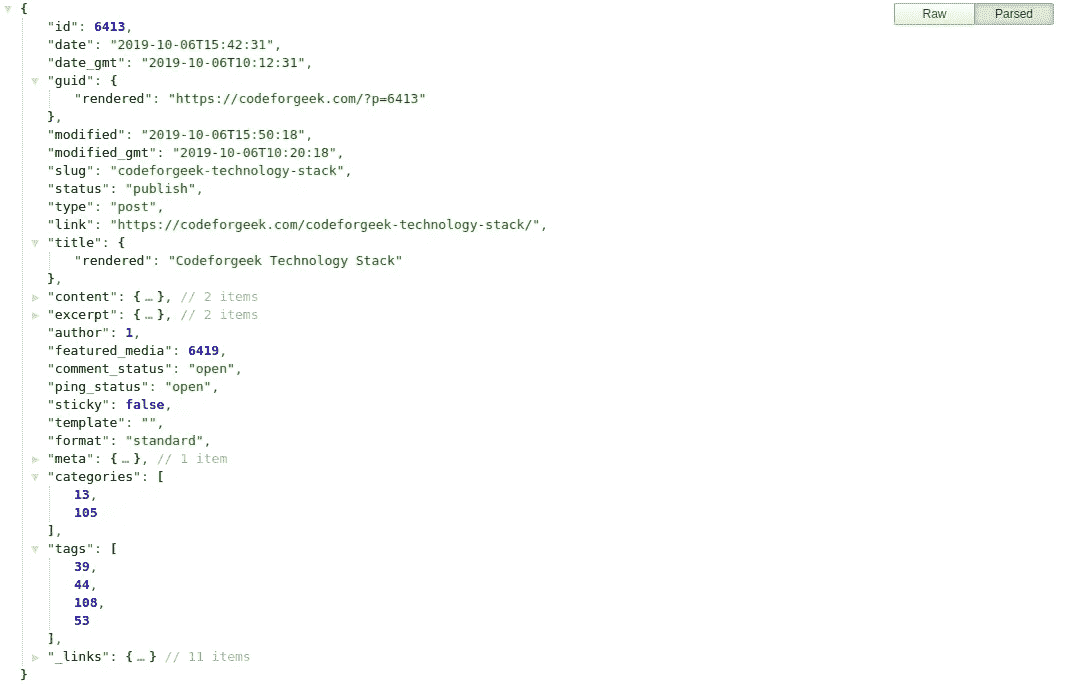 {
Raw Parsed
"id": 6413,
"date": "2019-10-06T15:42:31",
"date_gmt": "2019-10-06T10:12:31",
"guid": {
"rendered": "https://codeforgeek.com/?p=6413"
},
"modified": "2019-10-06T15:50:18",
"modified_gmt": "2019-10-06T10:20:18",
"slug": "codeforgeek-technology-stack",
"status": "publish",
"type": "post",
"link": "https://codeforgeek.com/codeforgeek-technology-stack/",
"title": {
"rendered": "Codeforgeek Technology Stack"
},
"content": { … }, // 2 items
"excerpt": { … }, // 2 items
"author": 1,
"featured_media": 6419,
"comment_status": "open",
"ping_status": "open",
"sticky": false,
"template": "",
"format": "standard",
"meta": { … }, // 1 item
"categories": [
13,
105
],
"tags": [
39,
44,
108,
53
],
"_links": { … } // 11 items
}